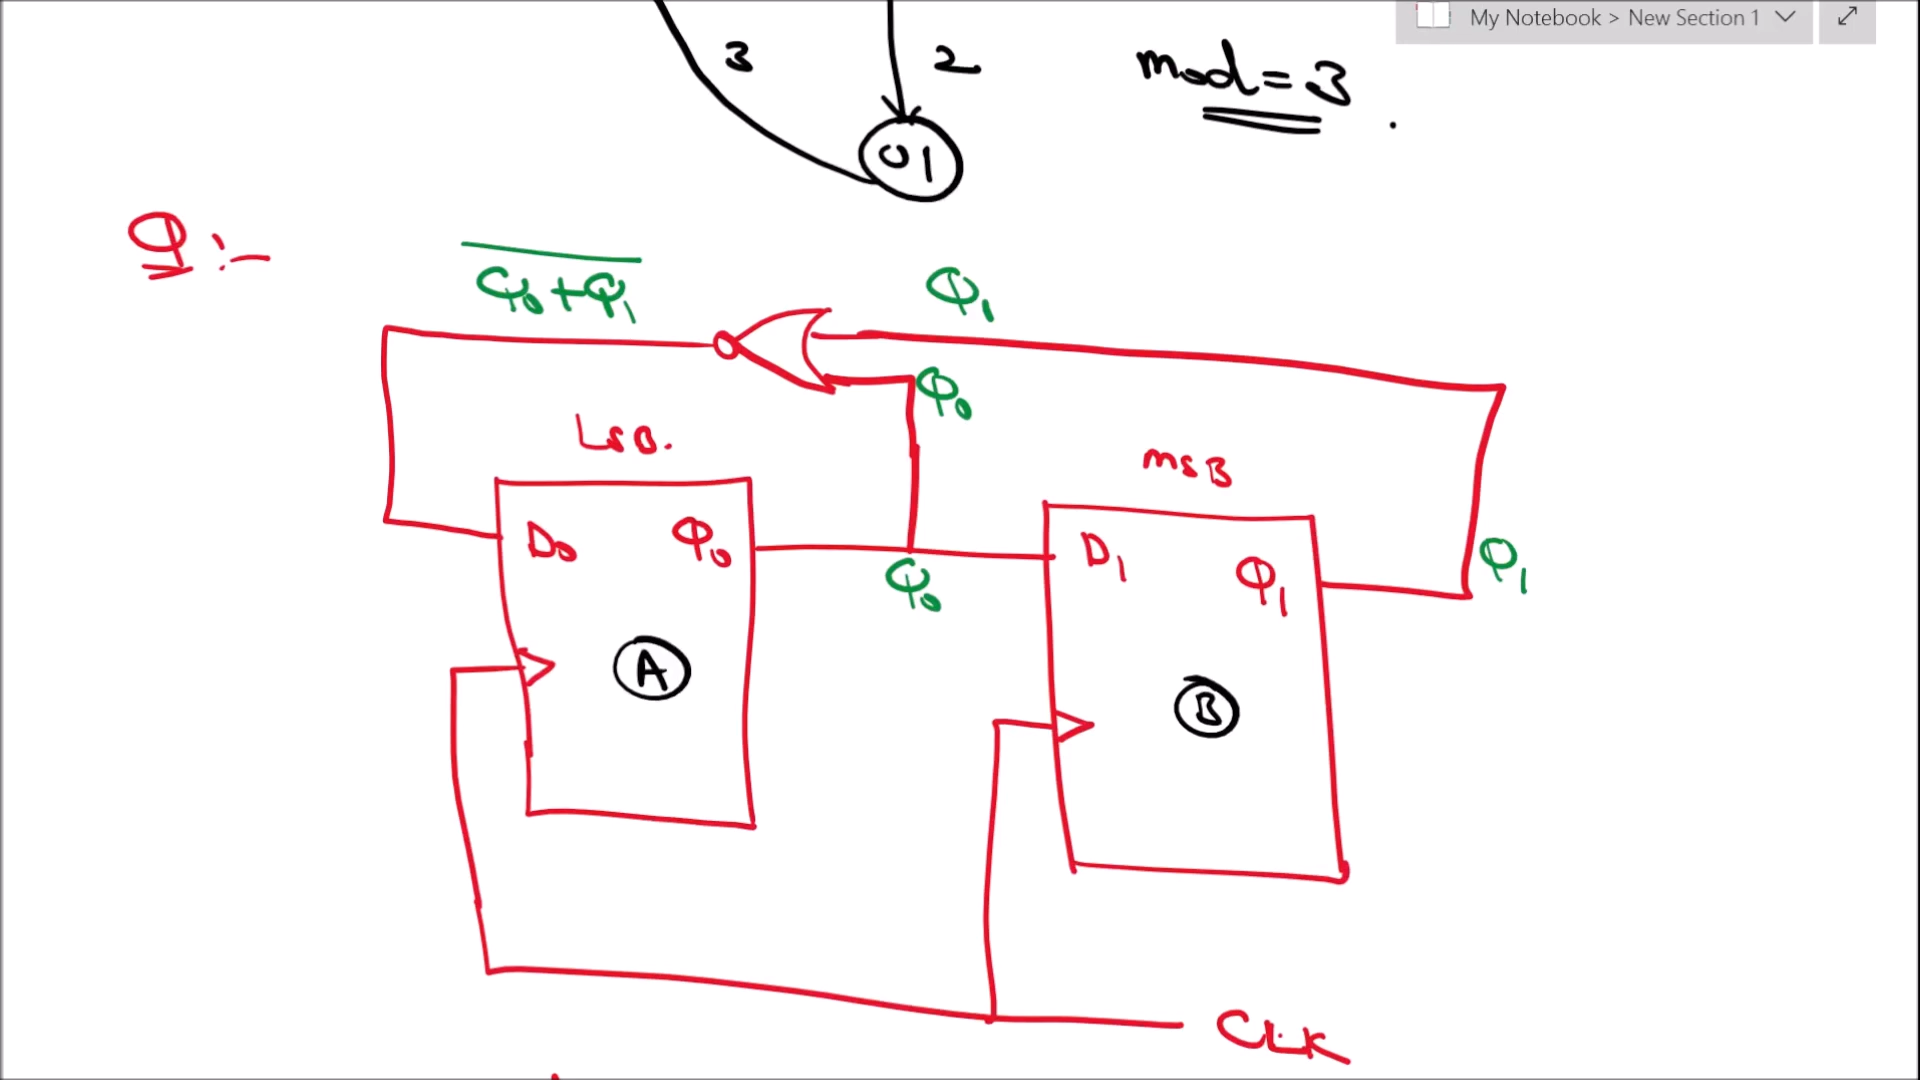 My Notebook > New Section 1
3
2
mod=3.
01
Q:-
Q0+Q1
Q1
Q0
LSB.
MSB
D0
Q0
D1
Q1
Q1
Q0
A
B
CLK